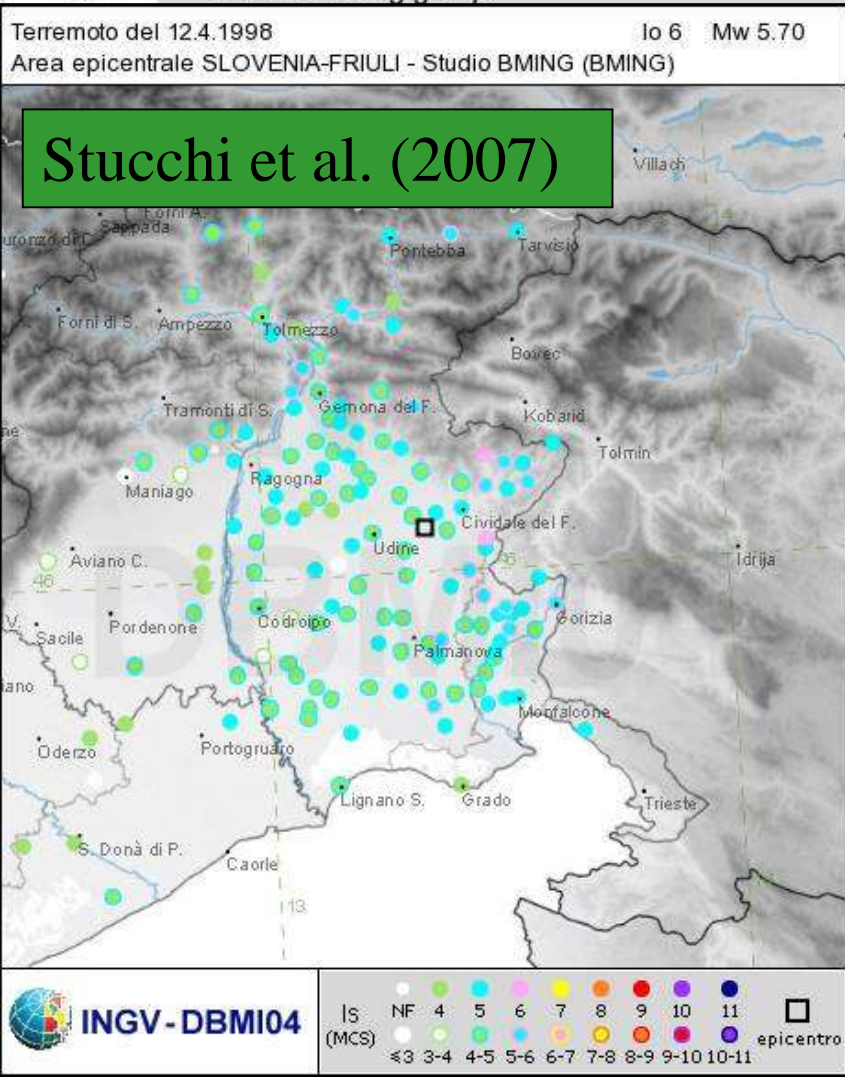 Terremoto del 12.4.1998 Io 6 Mw 5.70
Area epicentrale SLOVENIA-FRIULI - Studio BMING (BMING)
Stucchi et al. (2007)
Villach
Forni A.
Sappada
Pontebba
Tarvisio
Forni di S.
Ampezzo
Tolmezzo
Bovec
Tramonti di S.
Gemona del F.
Kobarid
Tolmin
Maniago
Ragogna
Cividale del F.
Udine
Aviano C.
46
46
Idrija
Pordenone
Codroipo
Gorizia
V.
Sacile
Palmanova
iano
Monfalcone
Oderzo
Portogruaro
Lignano S.
Grado
Trieste
S. Donà di P.
Caorle
13
INGV-DBMI04
Is
(MCS)
NF 4 5 6 7 8 9 10 11
≤3 3-4 4-5 5-6 6-7 7-8 8-9 9-10 10-11
epicentro